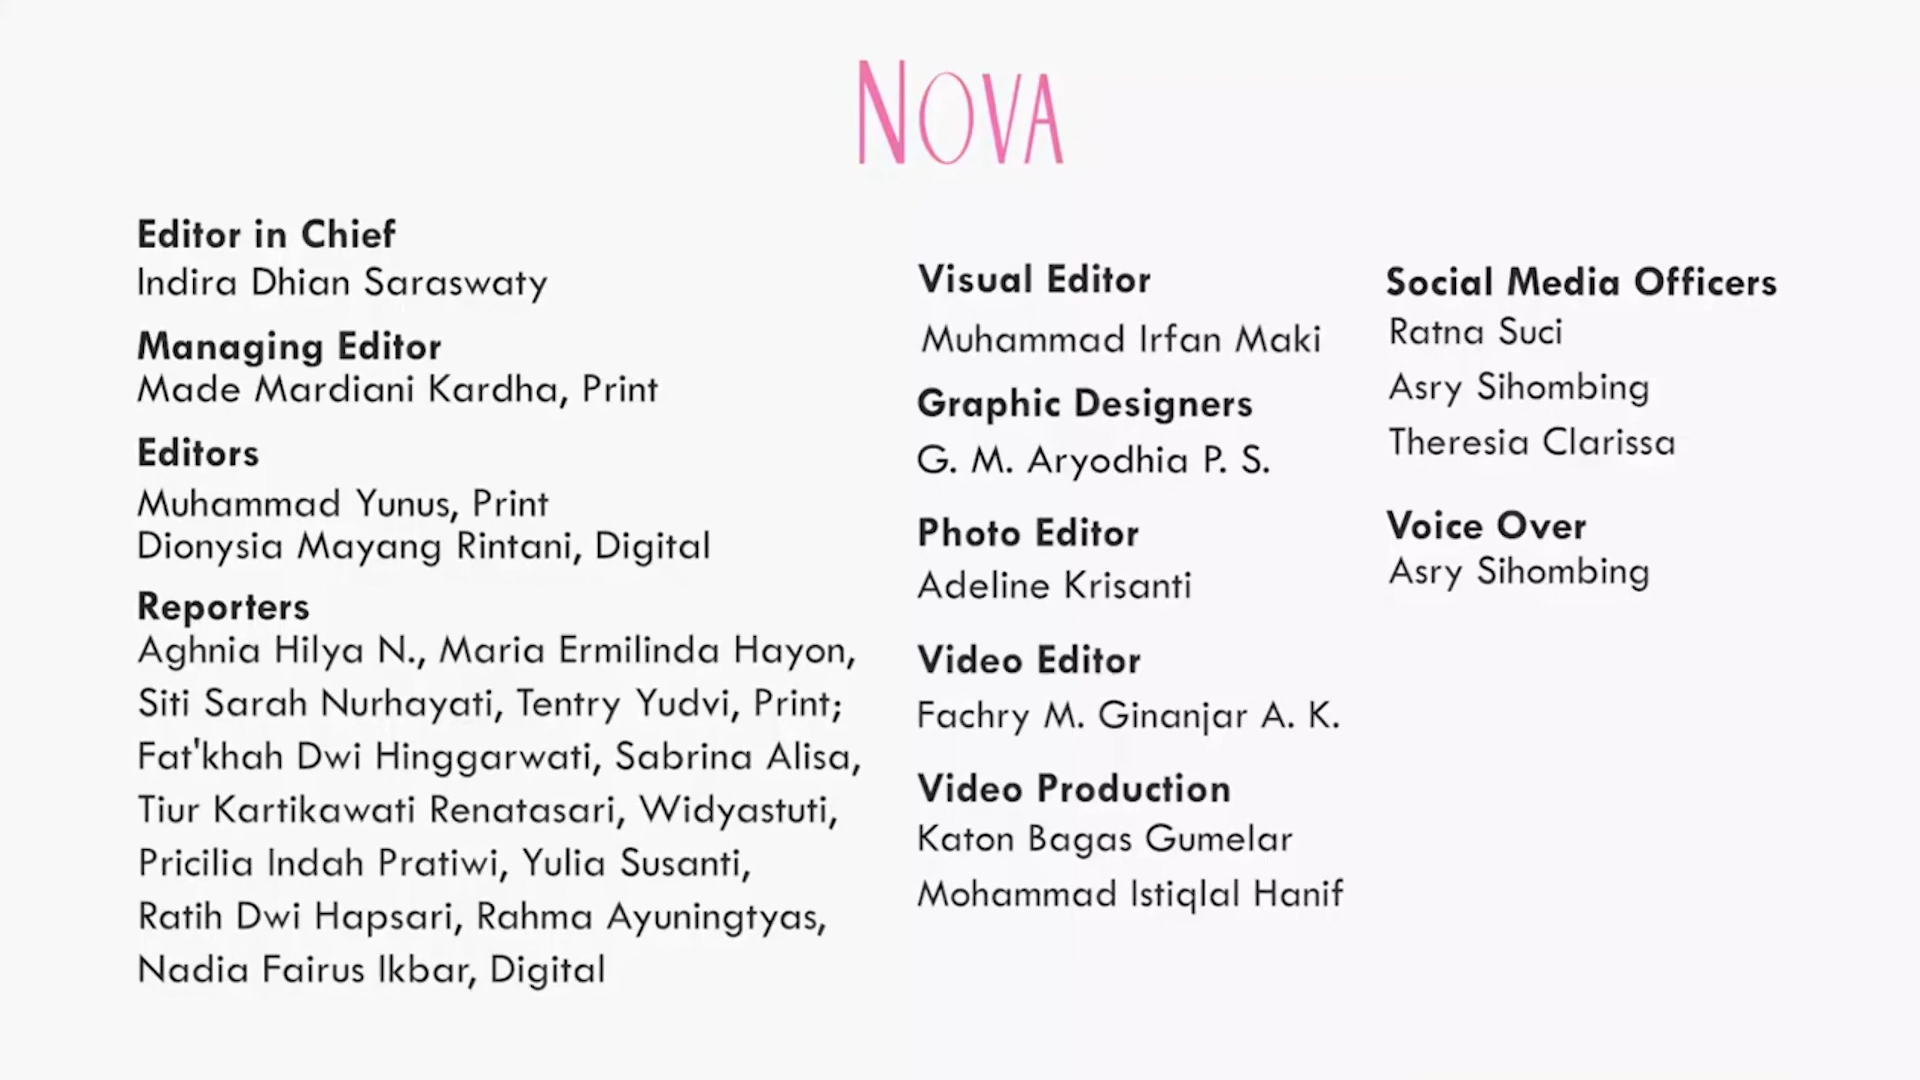 NOVA
Editor in Chief
Indira Dhian Saraswaty
Managing Editor
Made Mardiani Kardha, Print
Editors
Muhammad Yunus, Print
Dionysia Mayang Rintani, Digital
Reporters
Aghnia Hilya N., Maria Ermilinda Hayon,
Siti Sarah Nurhayati, Tentry Yudvi, Print;
Fat'khah Dwi Hinggarwati, Sabrina Alisa,
Tiur Kartikawati Renatasari, Widyastuti,
Pricilia Indah Pratiwi, Yulia Susanti,
Ratih Dwi Hapsari, Rahma Ayuningtyas,
Nadia Fairus Ikbar, Digital
Visual Editor
Muhammad Irfan Maki
Graphic Designers
G. M. Aryodhia P. S.
Photo Editor
Adeline Krisanti
Video Editor
Fachry M. Ginanjar A. K.
Video Production
Katon Bagas Gumelar
Mohammad Istiqlal Hanif
Social Media Officers
Ratna Suci
Asry Sihombing
Theresia Clarissa
Voice Over
Asry Sihombing